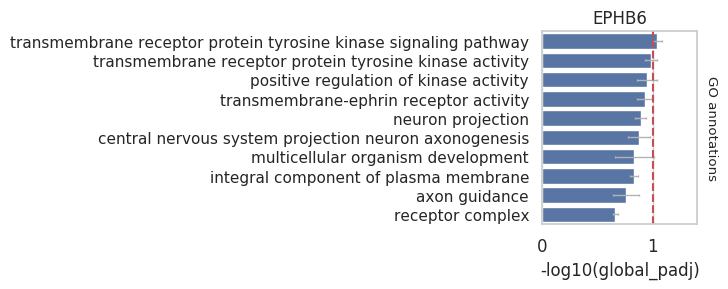 EPHB6
transmembrane receptor protein tyrosine kinase signaling pathway
transmembrane receptor protein tyrosine kinase activity
positive regulation of kinase activity
transmembrane-ephrin receptor activity
neuron projection
central nervous system projection neuron axonogenesis
multicellular organism development
integral component of plasma membrane
axon guidance
receptor complex
GO annotations
0 1
-log10(global_padj)